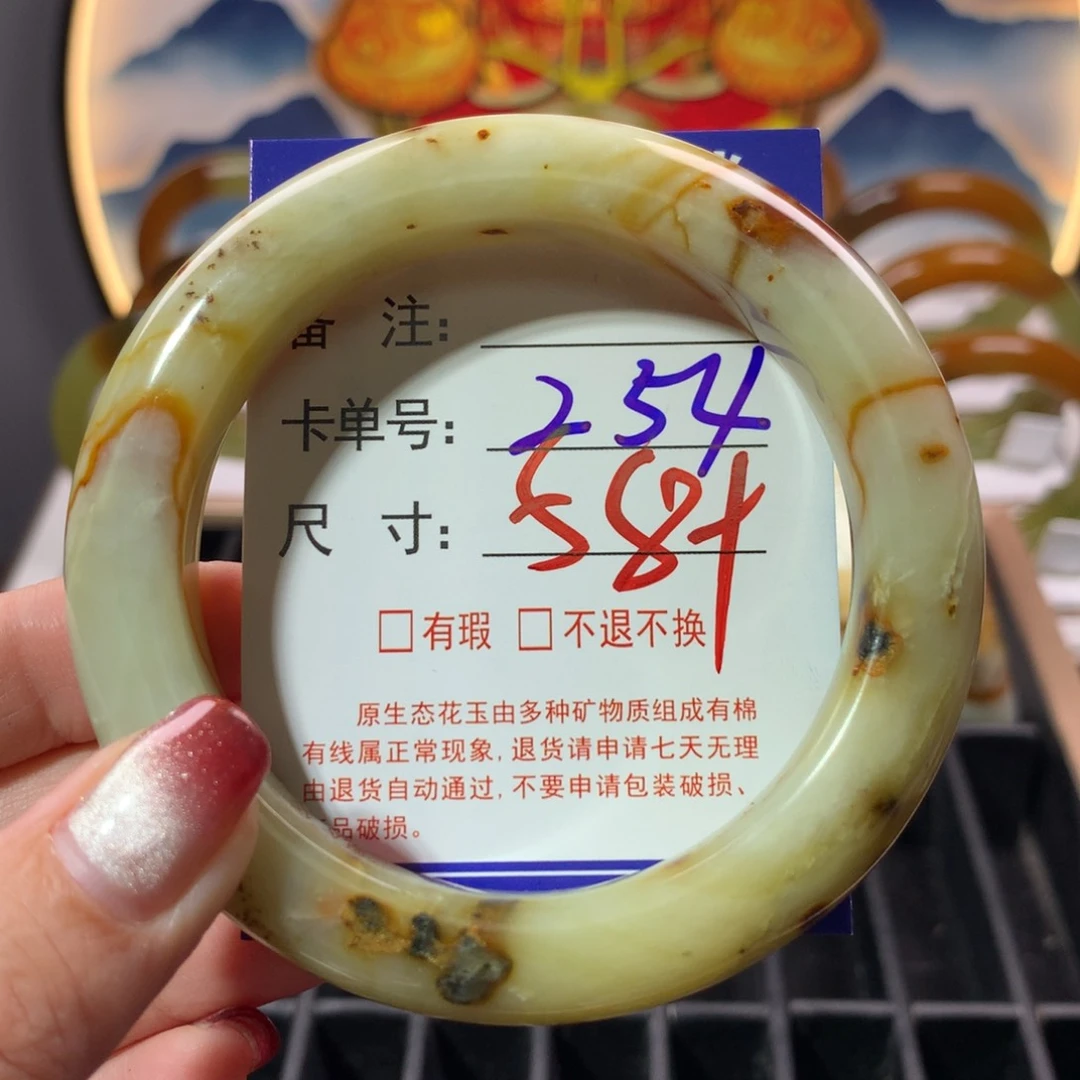 备 注:
卡单号: 254
尺 寸: 58+
□有瑕 □不退不换
原生态花玉由多种矿物质组成有棉
有线属正常现象,退货请申请七天无理
由退货自动通过,不要申请包装破损、
品破损。